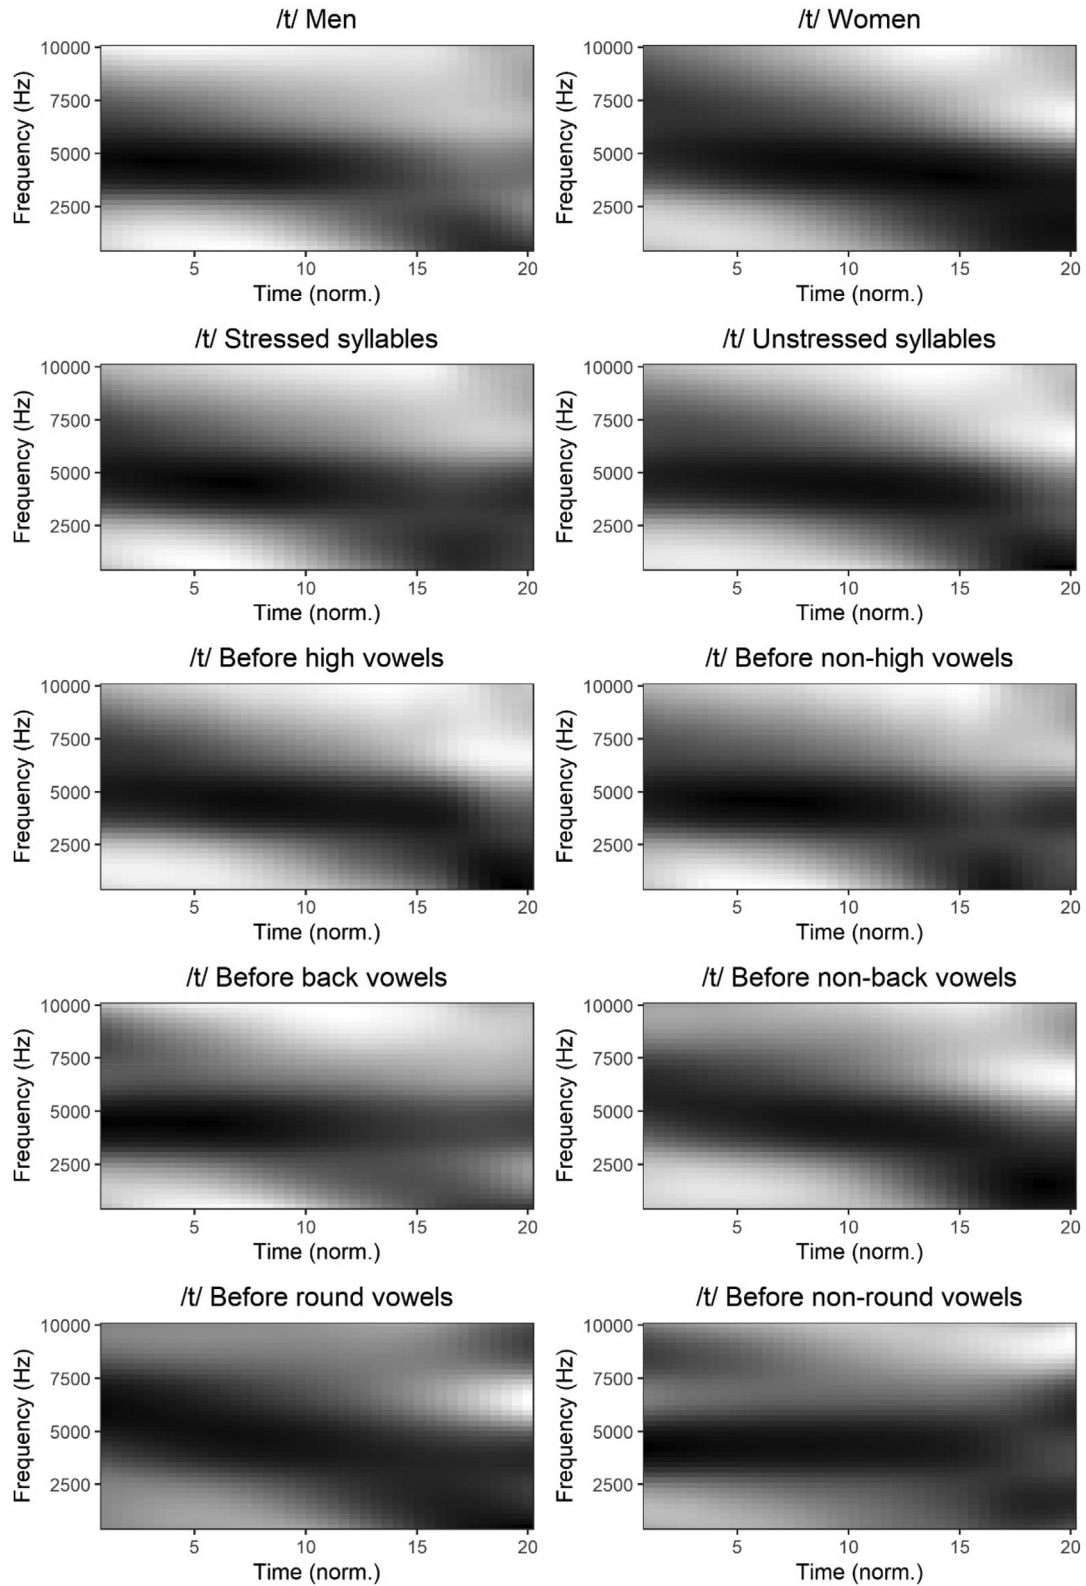 /t/ Men
/t/ Women
10000
7500
5000
2500
Frequency (Hz)
5 10 15 20
Time (norm.)
10000
7500
5000
2500
Frequency (Hz)
5 10 15 20
Time (norm.)
/t/ Stressed syllables
/t/ Unstressed syllables
10000
7500
5000
2500
Frequency (Hz)
5 10 15 20
Time (norm.)
10000
7500
5000
2500
Frequency (Hz)
5 10 15 20
Time (norm.)
/t/ Before high vowels
/t/ Before non-high vowels
10000
7500
5000
2500
Frequency (Hz)
5 10 15 20
Time (norm.)
10000
7500
5000
2500
Frequency (Hz)
5 10 15 20
Time (norm.)
/t/ Before back vowels
/t/ Before non-back vowels
10000
7500
5000
2500
Frequency (Hz)
5 10 15 20
Time (norm.)
10000
7500
5000
2500
Frequency (Hz)
5 10 15 20
Time (norm.)
/t/ Before round vowels
/t/ Before non-round vowels
10000
7500
5000
2500
Frequency (Hz)
5 10 15 20
Time (norm.)
10000
7500
5000
2500
Frequency (Hz)
5 10 15 20
Time (norm.)